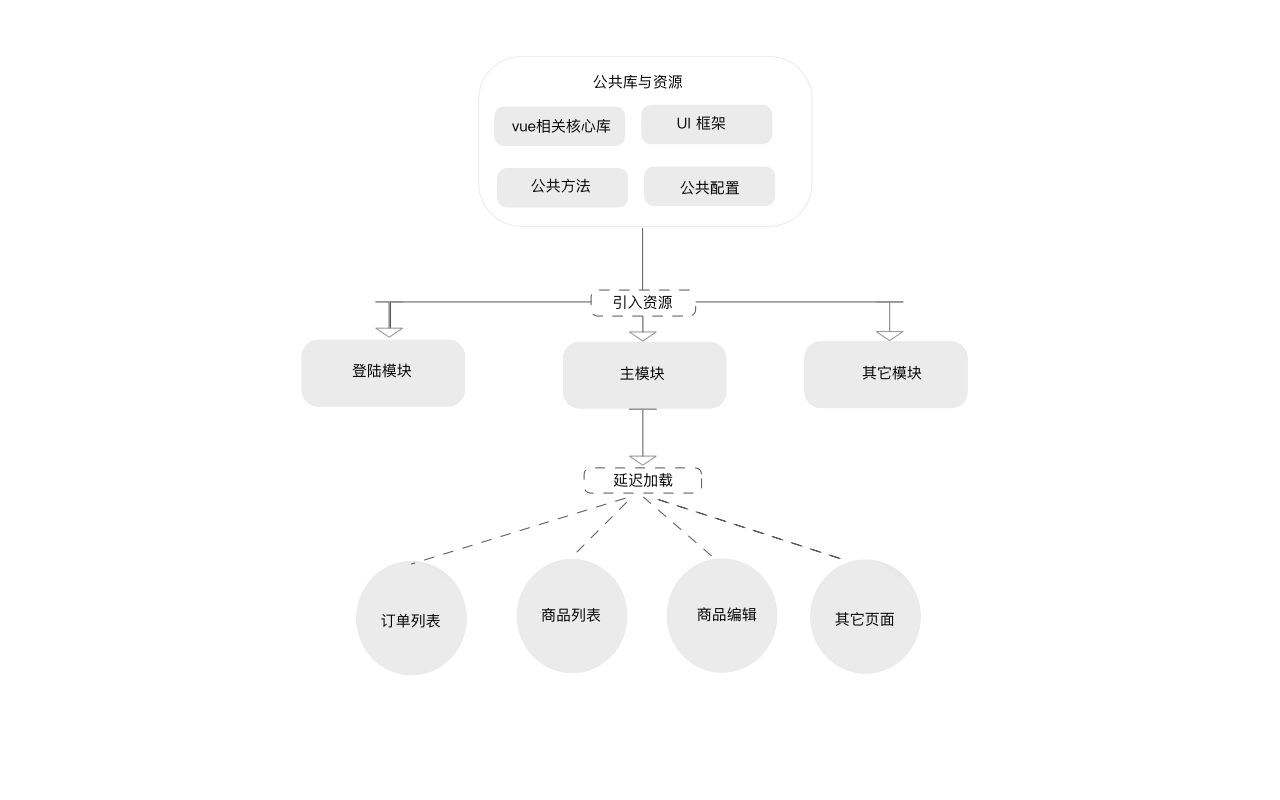 公共库与资源
vue相关核心库
UI 框架
公共方法
公共配置
引入资源
登陆模块
主模块
其它模块
延迟加载
订单列表
商品列表
商品编辑
其它页面